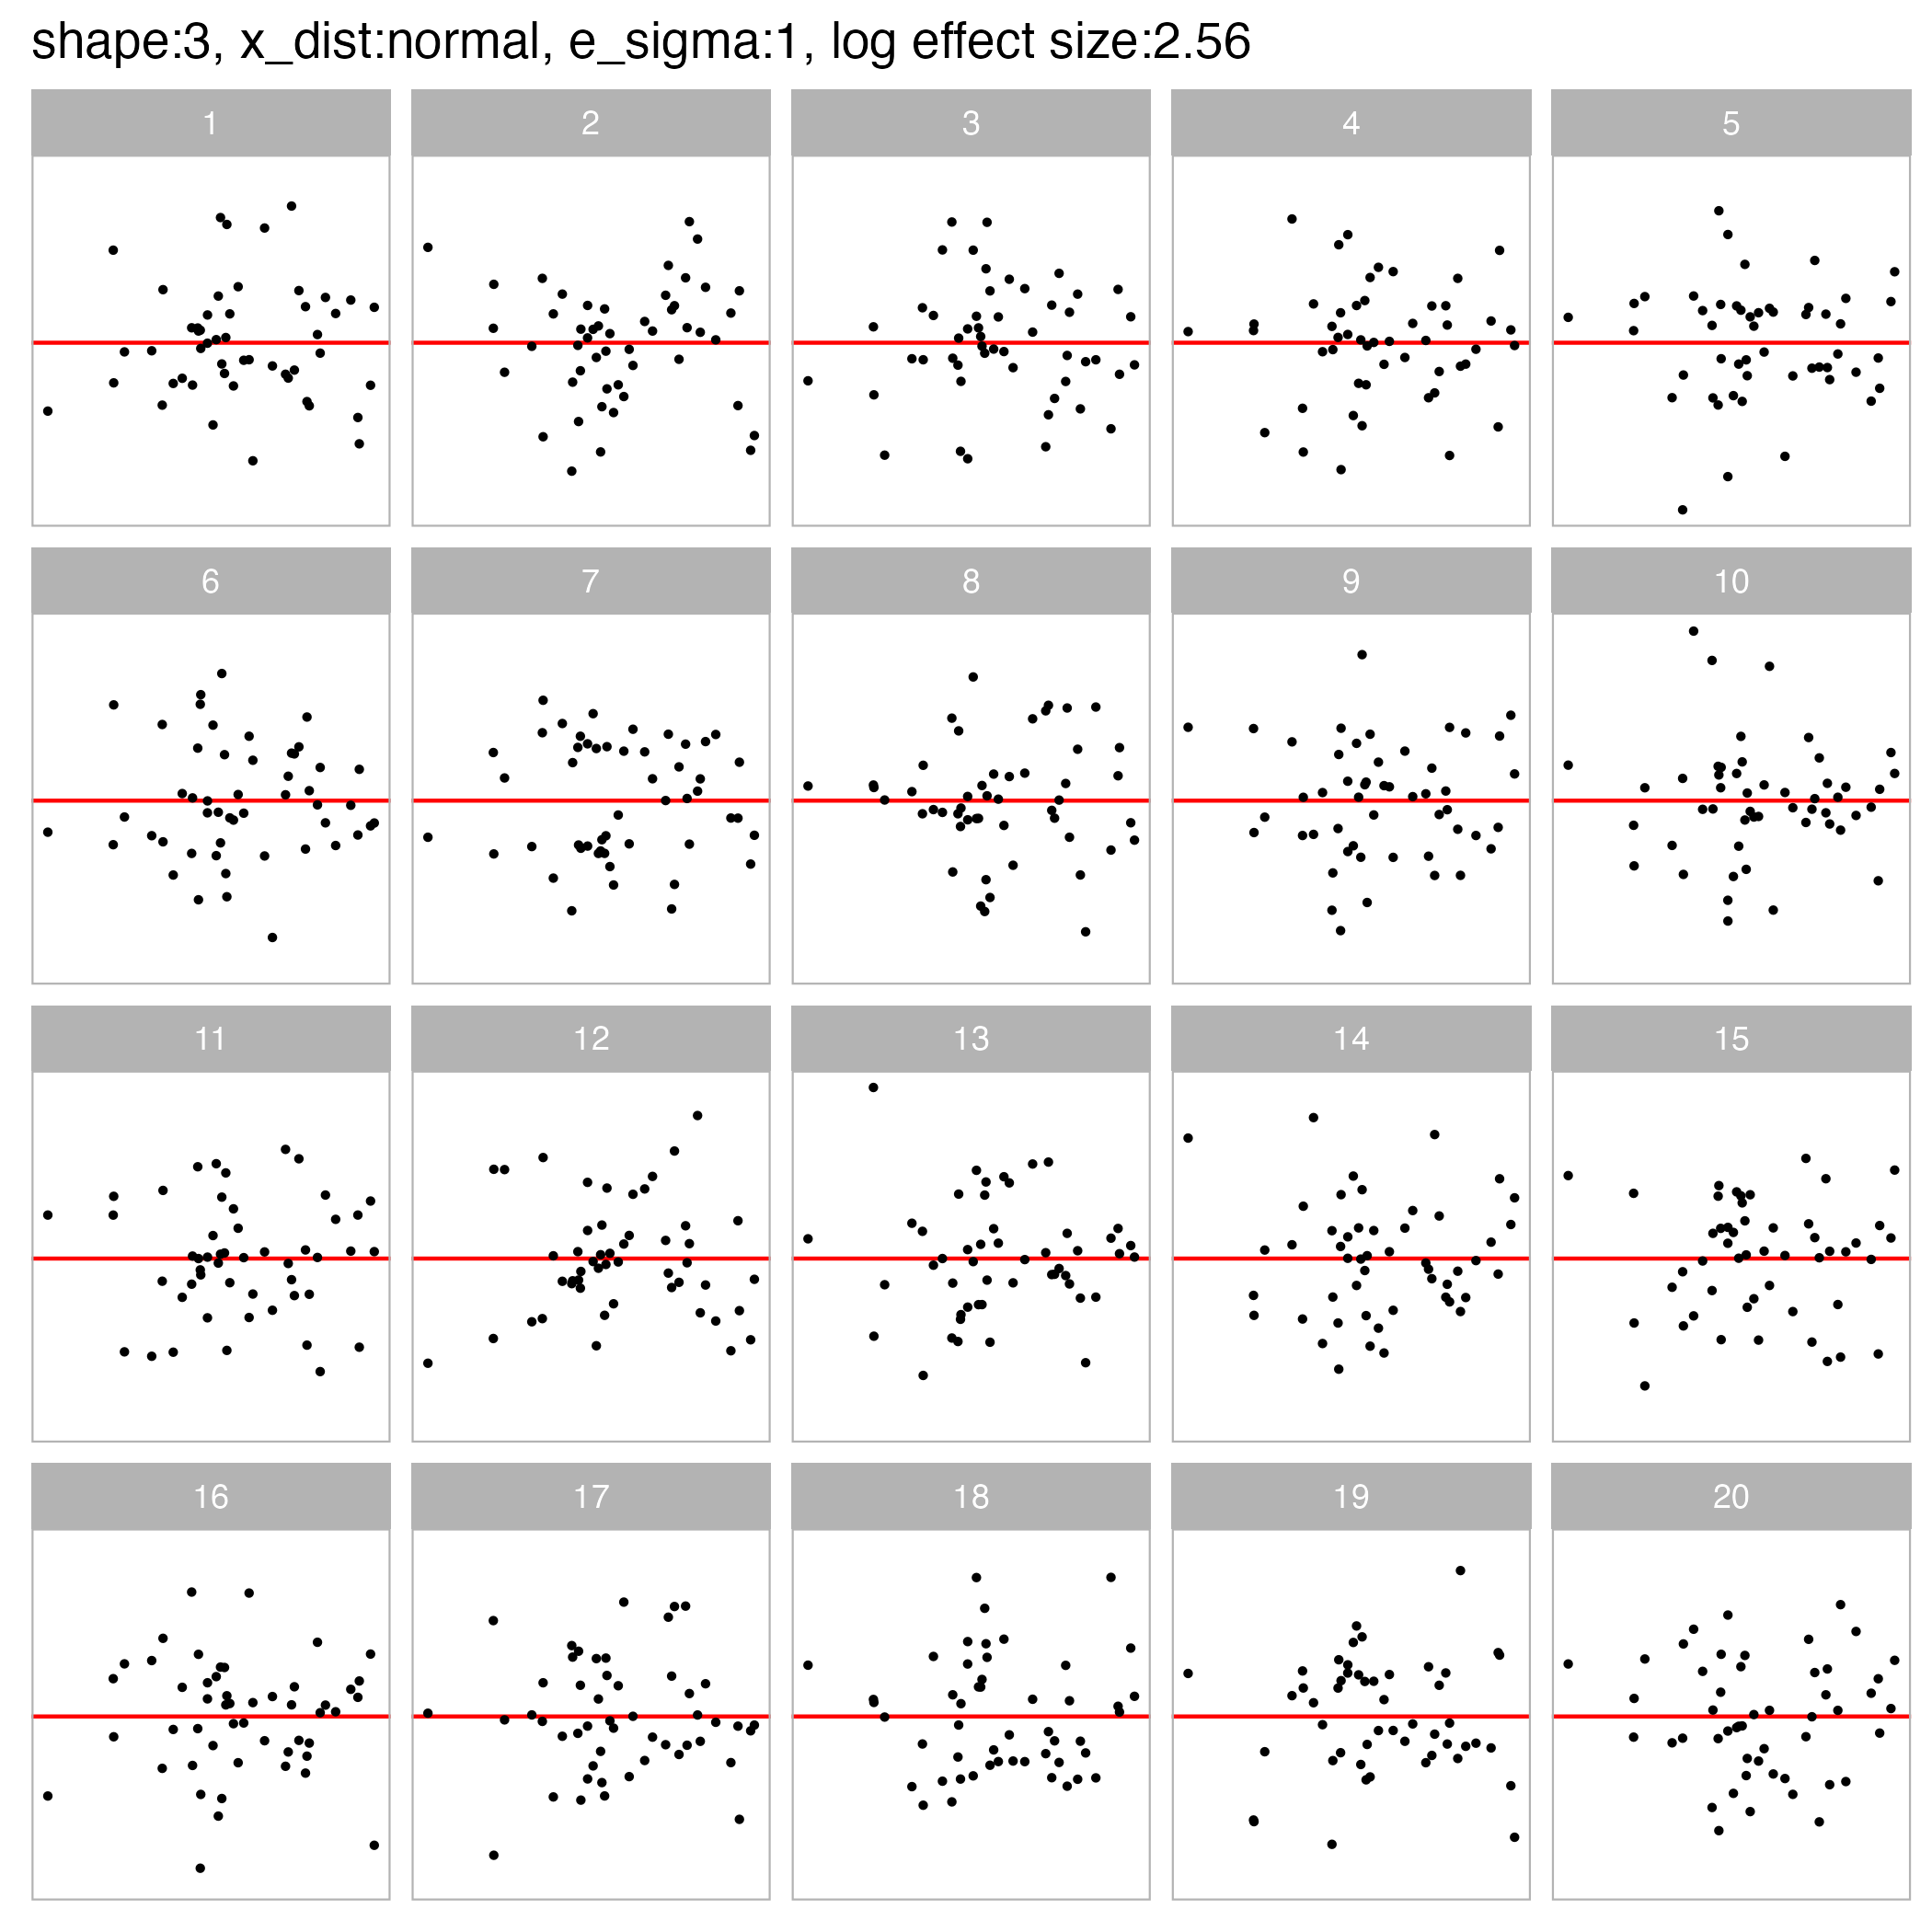 shape:3, x_dist:normal, e_sigma:1, log effect size:2.56
1 2 3 4 5
6 7 8 9 10
11 12 13 14 15
16 17 18 19 20